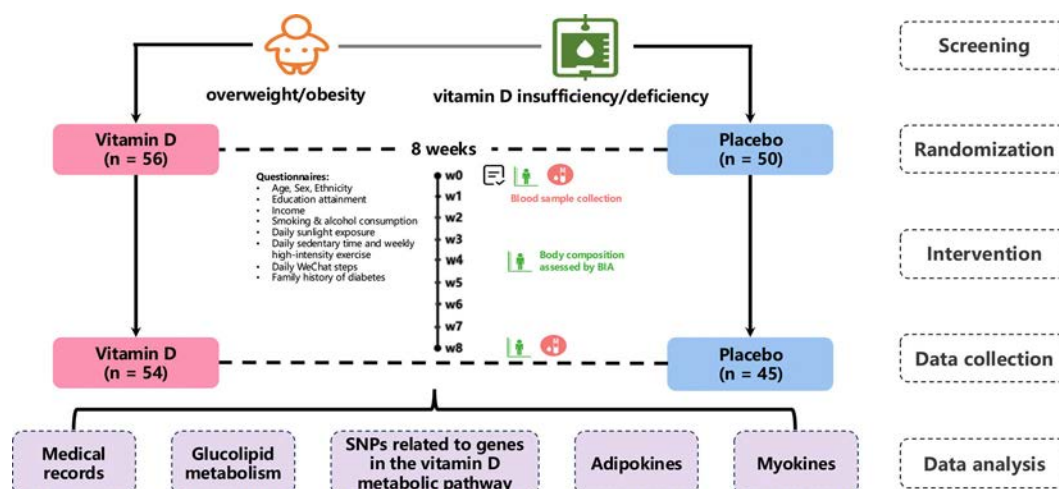 Screening
overweight/obesity
vitamin D insufficiency/deficiency
Vitamin D
(n = 56)
8 weeks
Placebo
(n = 50)
Randomization
Questionnaires:
• Age, Sex, Ethnicity
• Education attainment
• Income
• Smoking & alcohol consumption
• Daily sunlight exposure
• Daily sedentary time and weekly
high-intensity exercise
• Daily WeChat steps
• Family history of diabetes
w0
w1
w2
w3
w4
w5
w6
w7
w8
Blood sample collection
Body composition
assessed by BIA
Intervention
Vitamin D
(n = 54)
Placebo
(n = 45)
Data collection
Medical
records
Glucolipid
metabolism
SNPs related to genes
in the vitamin D
metabolic pathway
Adipokines
Myokines
Data analysis